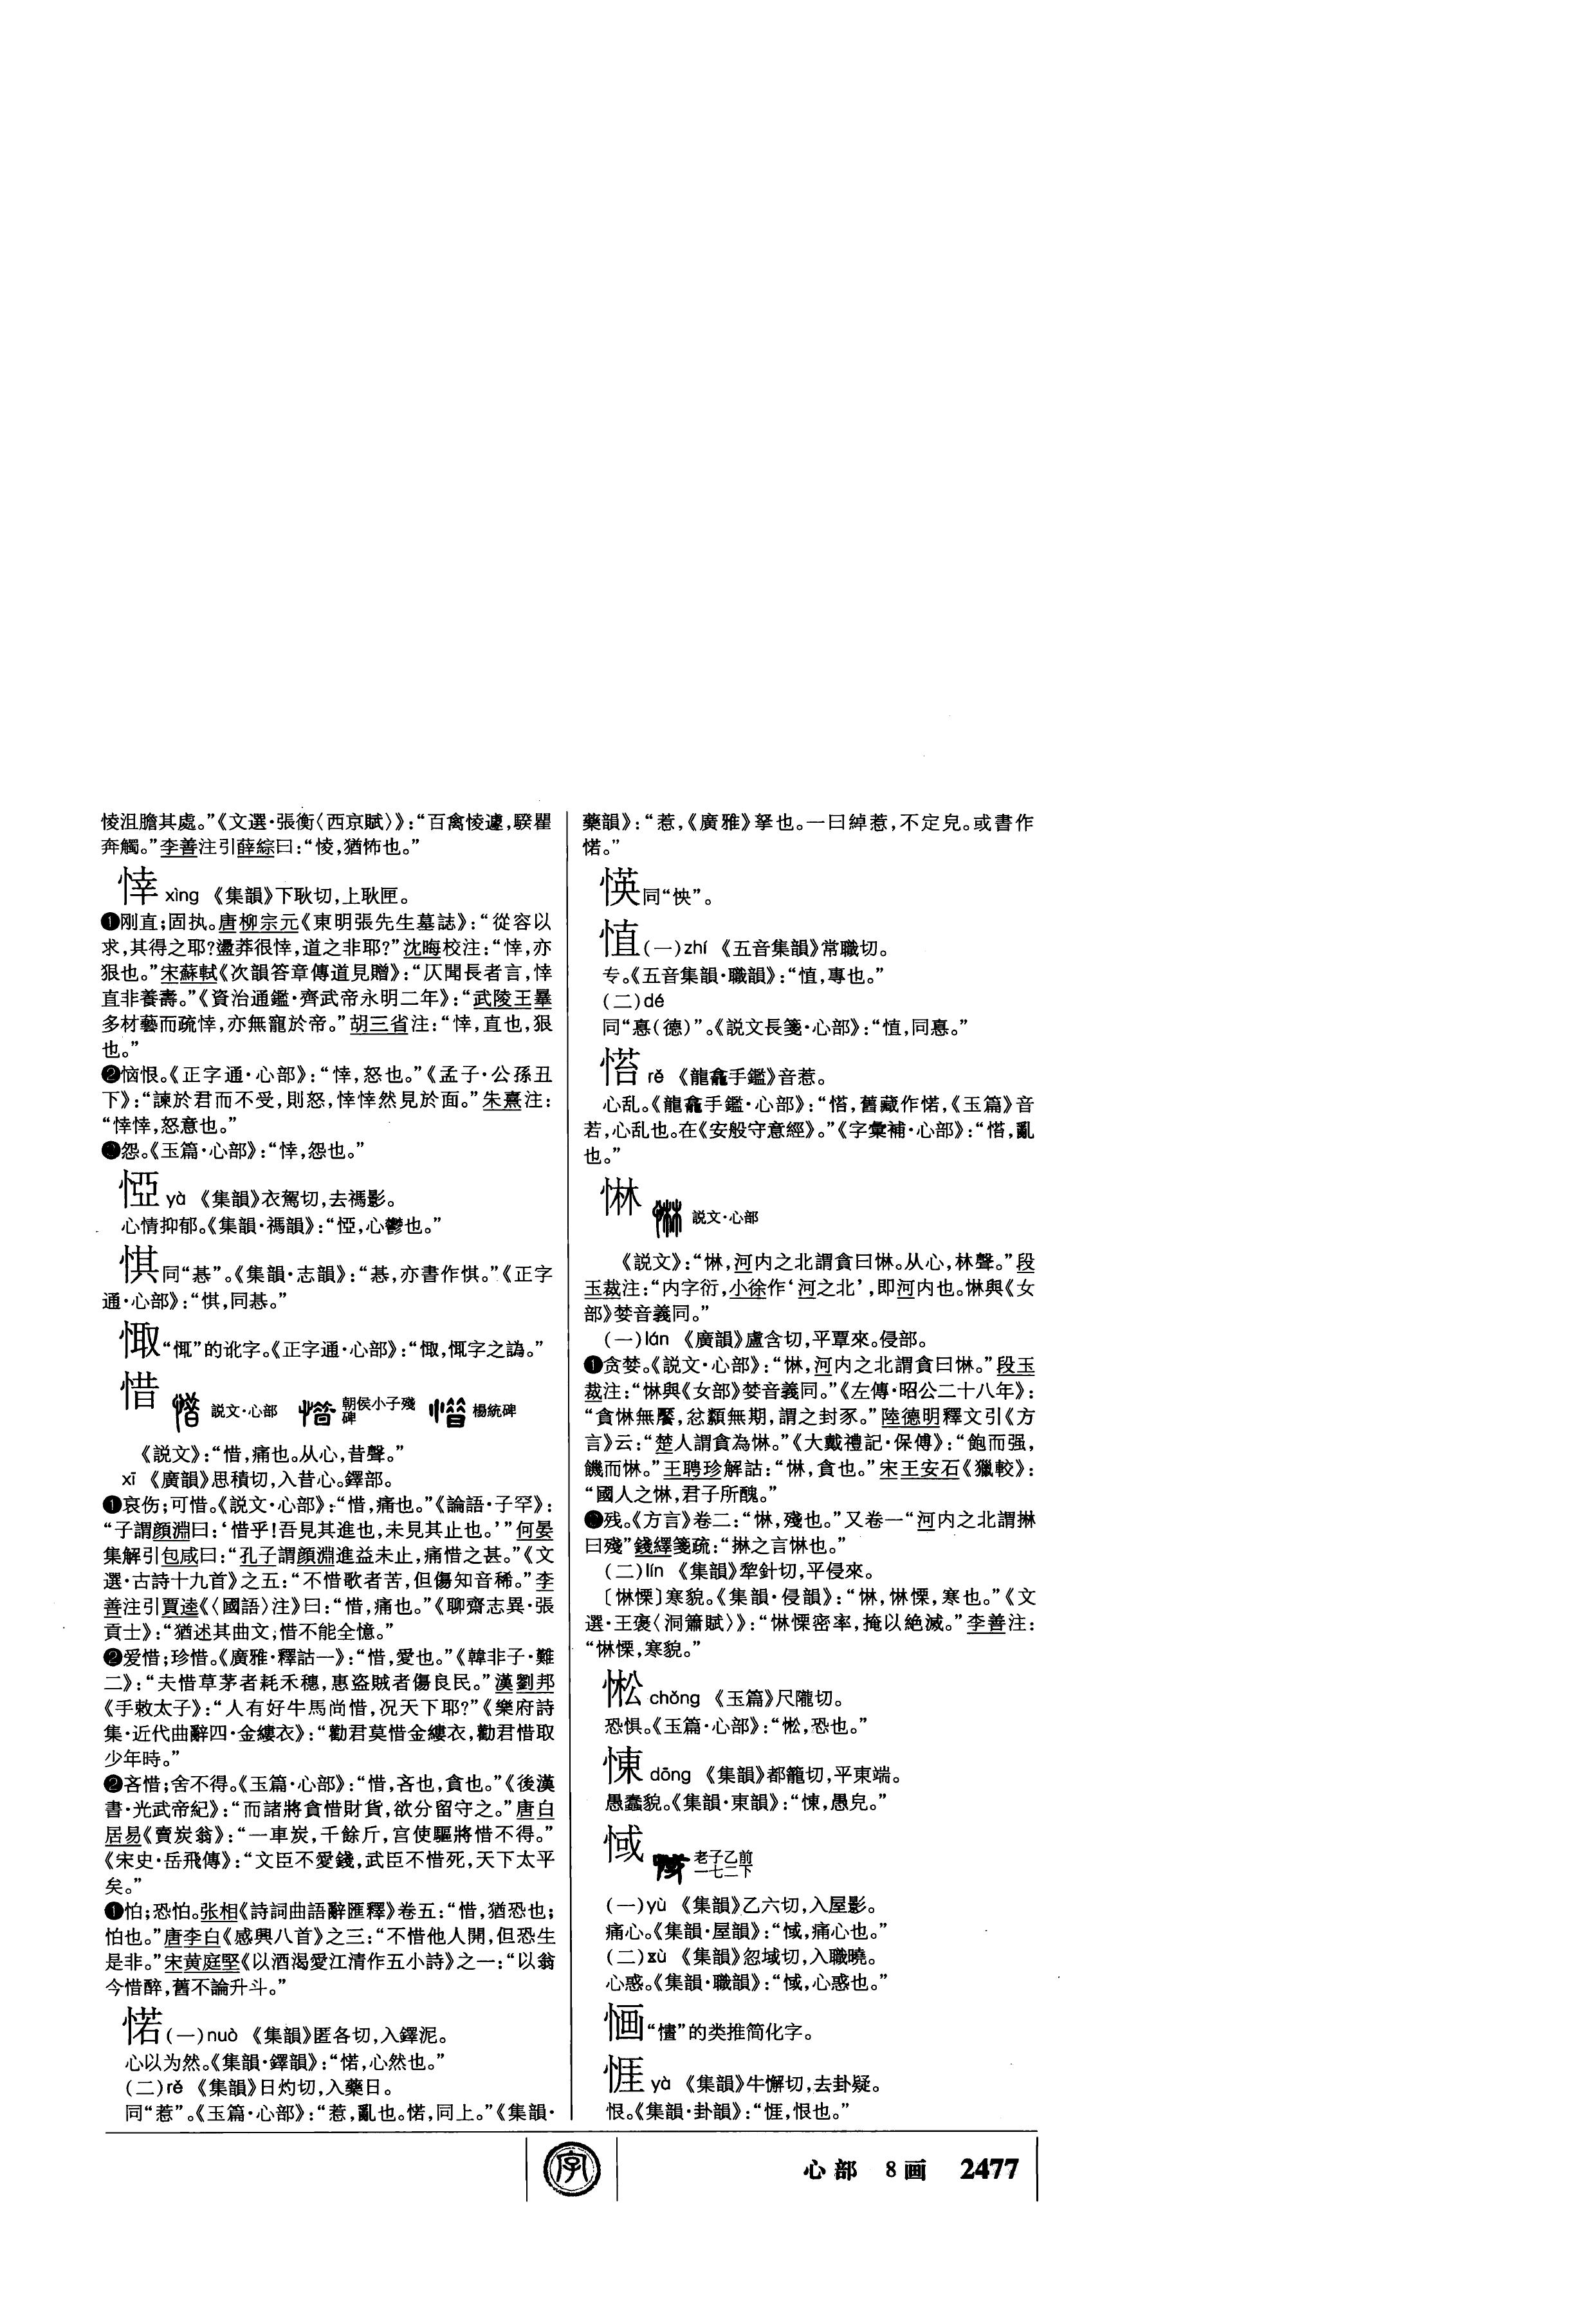 㥄沮膽其處。”《文選·張衡〈西京賦〉》：“百禽㥄遽，騤瞿
奔觸。”李善注引薛綜曰：“㥄，猶怖也。”
悻 xìng 《集韻》下耿切，上耿匣。
❶刚直；固执。唐柳宗元《東明張先生墓誌》：“從容以
求，其得之耶？盪莽很悻，道之非耶？”沈晦校注：“悻，亦
狠也。”宋蘇軾《次韻答章傳道見贈》：“仄聞長者言，悻
直非養壽。”《資治通鑑·齊武帝永明二年》：“武陵王曅
多材藝而疏悻，亦無寵於帝。”胡三省注：“悻，直也，狠
也。”
❷恼恨。《正字通·心部》：“悻，怒也。”《孟子·公孫丑
下》：“諫於君而不受，則怒，悻悻然見於面。”朱熹注：
“悻悻，怒意也。”
怨。《玉篇·心部》：“悻，怨也。”
㤉 yà 《集韻》衣駕切，去禡影。
心情抑郁。《集韻·禡韻》：“㤉，心鬱也。”
惎 同“惎”。《集韻·志韻》：“惎，亦書作惎。”《正字
通·心部》：“惎，同惎。”
“㤴”的讹字。《正字通·心部》：
惜 説文·心部 朝侯小子殘碑 楊統碑
《説文》：“惜，痛也。从心，昔聲。”
xī 《廣韻》思積切，入昔心。鐸部。
❶哀伤；可惜。《説文·心部》：“惜，痛也。”《論語·子罕》：
“子謂顔淵曰：‘惜乎！吾見其進也，未見其止也。’”何晏
集解引包咸曰：“孔子謂顔淵進益未止，痛惜之甚。”《文
選·古詩十九首》之五：“不惜歌者苦，但傷知音稀。”李
善注引賈逵《〈國語〉注》曰：“惜，痛也。”《聊齋志異·張
貢士》：“猶述其曲文，惜不能全憶。”
❷爱惜；珍惜。《廣雅·釋詁一》：“惜，愛也。”《韓非子·難
二》：“夫惜草茅者耗禾穗，惠盗賊者傷良民。”漢劉邦
《手敕太子》：“人有好牛馬尚惜，况天下耶？”《樂府詩
集·近代曲辭四·金縷衣》：“勸君莫惜金縷衣，勸君惜取
少年時。”
❷吝惜；舍不得。《玉篇·心部》：“惜，吝也，貪也。”《後漢
書·光武帝紀》：“而諸將貪惜財貨，欲分留守之。”唐白
居易《賣炭翁》：“一車炭，千餘斤，宫使驅將惜不得。”
《宋史·岳飛傳》：“文臣不愛錢，武臣不惜死，天下太平
矣。”
❶怕；恐怕。张相《詩詞曲語辭匯釋》卷五：“惜，猶恐也；
怕也。”唐李白《感興八首》之三：“不惜他人開，但恐生
是非。”宋黄庭堅《以酒渴愛江清作五小詩》之一：“以翁
今惜醉，舊不論升斗。”
惹 (一)nuò 《集韻》匿各切，入鐸泥。
心以为然。《集韻·鐸韻》：“㥛，心然也。”
(二)rě 《集韻》日灼切，入藥日。
同“惹”。《玉篇·心部》：“惹，亂也。㥛，同上。”《集韻·
藥韻》：“惹，《廣雅》拏也。一曰綽惹，不定皃。或書作
㥛。”
同“怏”。
㥀 (一)zhí 《五音集韻》常職切。
专。《五音集韻·職韻》：“㥀，專也。”
(二)dé
同“惪(德)”。《説文長箋·心部》：“㥀，同惪。”
rě 《龍龕手鑑》音惹。
心乱。《龍龕手鑑·心部》：“㥛，《玉篇》音
若，心乱也。在《安般守意經》。”《字彙補·心部》：“亂
也。”
惏 説文·心部
《説文》：“惏，河内之北謂貪曰惏。从心，林聲。”段
玉裁注：“内字衍，小徐作‘河之北’，即河内也。惏與《女
部》婪音義同。”
(一)lán 《廣韻》盧含切，平覃來。侵部。
❶贪婪。《説文·心部》：“惏，河内之北謂貪曰惏。”段玉
裁注：“惏與《女部》婪音義同。”《左傳·昭公二十八年》：
“貪惏無饜，忿纇無期，謂之封豕。”陸德明釋文引《方
言》云：“楚人謂貪為惏。”《大戴禮記·保傅》：“飽而强，
饑而惏。”王聘珍解詁：“惏，貪也。”宋王安石《獵較》：
“國人之惏，君子所醜。”
残。《方言》卷二：“惏，殘也。”又卷一“河内之北謂㨆
曰殘”錢繹箋疏：“㨆之言惏也。”
(二)lín 《集韻》犂針切，平侵來。
〔惏慄〕寒貌。《集韻·侵韻》：“惏，惏慄，寒也。”《文
選·王褒〈洞簫賦〉》：“惏慄密率，掩以絶滅。”李善注：
“惏慄，寒貌。”
㤨 chǒng 《玉篇》尺隴切。
恐惧。《玉篇·心部》：“恐也。”
㥆 dōng 《集韻》都籠切，平東端。
愚蠢貌。《集韻·東韻》：“愚皃。”
惐 老子乙前一七二下
(一)yù 《集韻》乙六切，入屋影。
痛心。《集韻·屋韻》：“惐，痛心也。”
(二)xù 《集韻》忽域切，入職曉。
心惑。《集韻·職韻》：“惐，心惑也。”
“㦎”的类推简化字。
㤉 yà 《集韻》牛懈切，去卦疑。
恨。《集韻·卦韻》：“恨也。”
字
心部 8画 2477